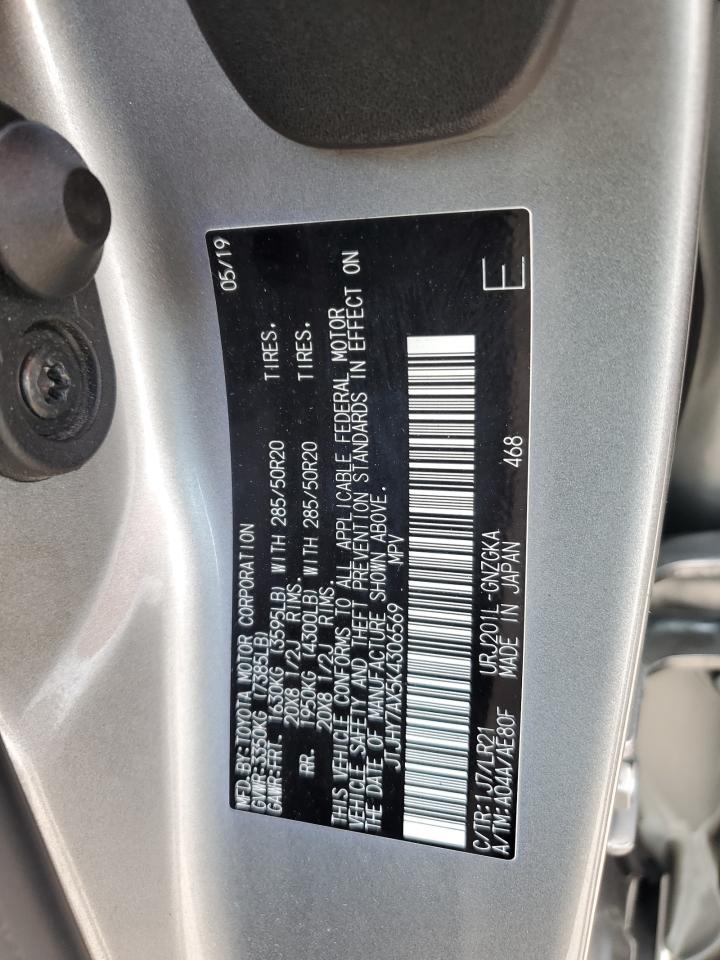 MFD.BY:TOYOTA MOTOR CORPORATION 05/19
GVWR:3350KG (7385LB)
GAWR:FRT- 1630KG (3595LB) WITH 285/50R20 TIRES.
20X8 1/2J RIMS.
RR. 1950KG (4300LB) WITH 285/50R20 TIRES.
20X8 1/2J RIMS.
THIS VEHICLE CONFORMS TO ALL APPLICABLE FEDERAL MOTOR
VEHICLE SAFETY AND THEFT PREVENTION STANDARDS IN EFFECT ON
THE DATE OF MANUFACTURE SHOWN ABOVE.
JTJHY7AX5K4306569 MPV
C/TR:1J7/LR21 URJ201L-GNZGKA
A/TM:A04A/AE80F MADE IN JAPAN 468 E